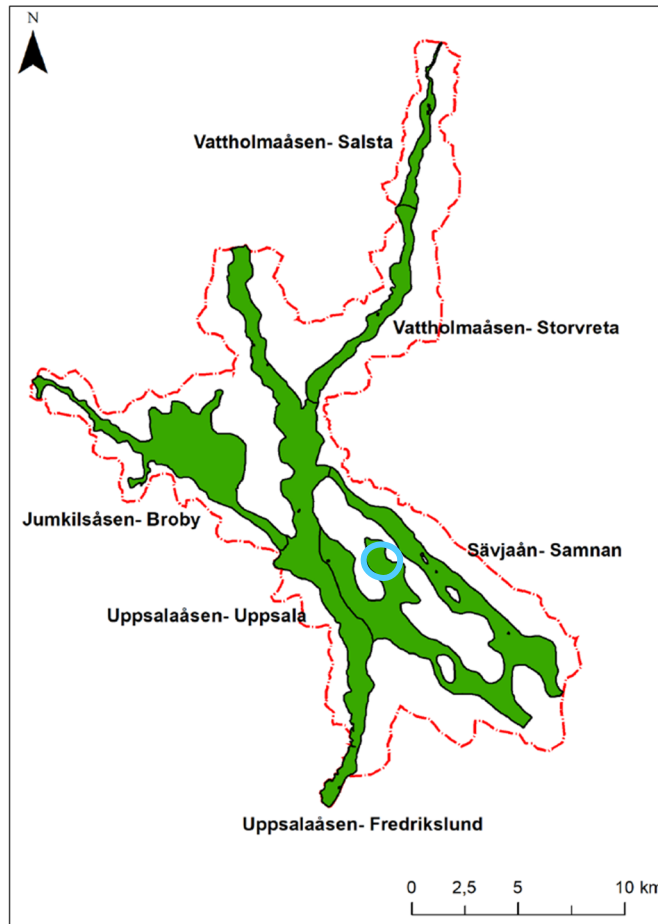 N
Vattholmaåsen- Salsta
Vattholmaåsen- Storvreta
Jumkilsåsen- Broby
Sävjaån- Samnan
Uppsalaåsen- Uppsala
Uppsalaåsen- Fredrikslund
0 2,5 5 10 km